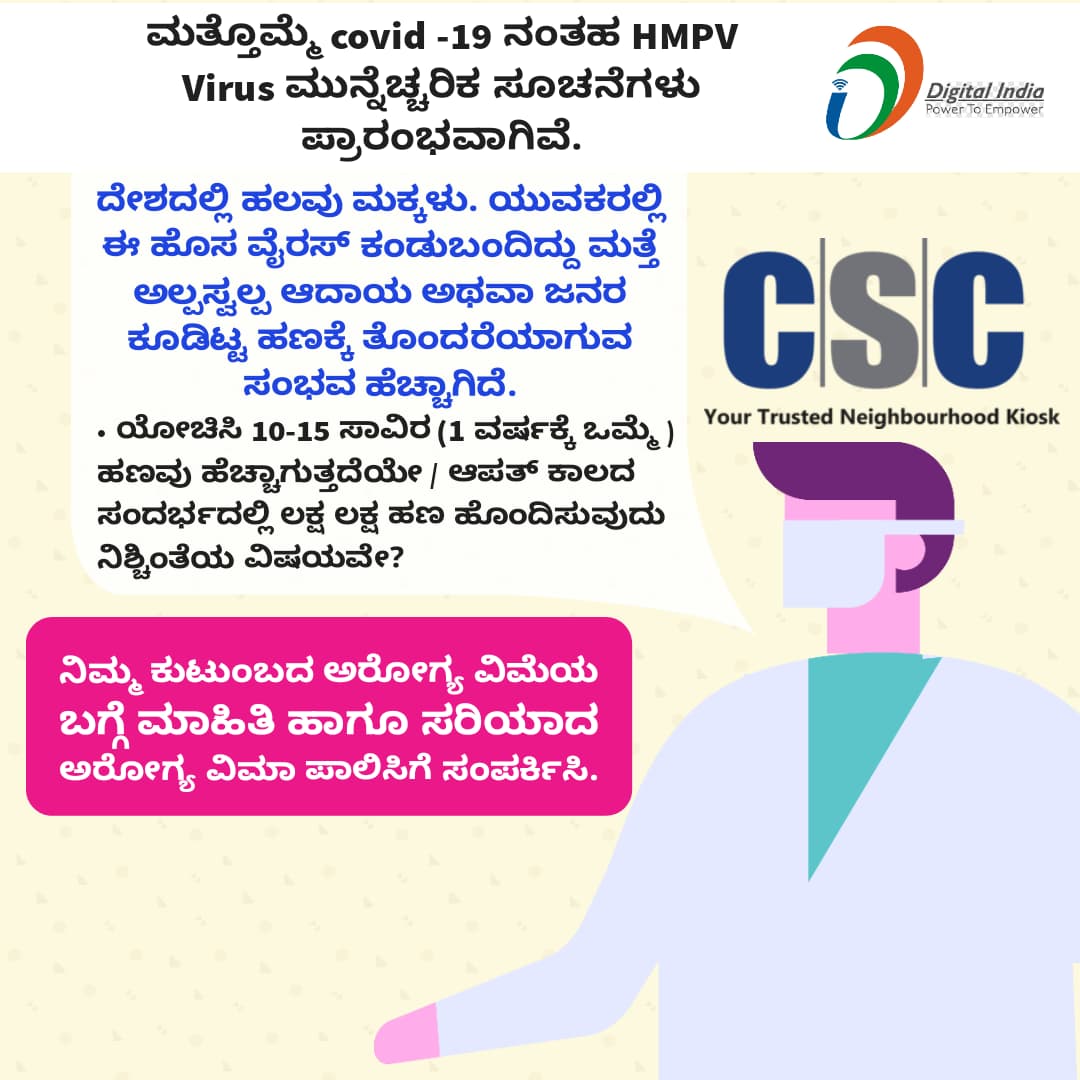 ಮತ್ತೊಮ್ಮೆ covid -19 ನಂತಹ HMPV
Virus ಮುನ್ನೆಚ್ಚರಿಕ ಸೂಚನೆಗಳು
ಪ್ರಾರಂಭವಾಗಿವೆ.
Digital India
Power To Empower
ದೇಶದಲ್ಲಿ ಹಲವು ಮಕ್ಕಳು. ಯುವಕರಲ್ಲಿ
ಈ ಹೊಸ ವೈರಸ್ ಕಂಡುಬಂದಿದ್ದು ಮತ್ತೆ
ಅಲ್ಪಸ್ವಲ್ಪ ಆದಾಯ ಅಥವಾ ಜನರ
ಕೂಡಿಟ್ಟ ಹಣಕ್ಕೆ ತೊಂದರೆಯಾಗುವ
ಸಂಭವ ಹೆಚ್ಚಾಗಿದೆ.
• ಯೋಚಿಸಿ 10-15 ಸಾವಿರ (1 ವರ್ಷಕ್ಕೆ ಒಮ್ಮೆ )
ಹಣವು ಹೆಚ್ಚಾಗುತ್ತದೆಯೇ / ಆಪತ್ ಕಾಲದ
ಸಂದರ್ಭದಲ್ಲಿ ಲಕ್ಷ ಲಕ್ಷ ಹಣ ಹೊಂದಿಸುವುದು
ನಿಶ್ಚಿಂತೆಯ ವಿಷಯವೇ?
CSC
Your Trusted Neighbourhood Kiosk
ನಿಮ್ಮ ಕುಟುಂಬದ ಅರೋಗ್ಯ ವಿಮೆಯ
ಬಗ್ಗೆ ಮಾಹಿತಿ ಹಾಗೂ ಸರಿಯಾದ
ಅರೋಗ್ಯ ವಿಮಾ ಪಾಲಿಸಿಗೆ ಸಂಪರ್ಕಿಸಿ.